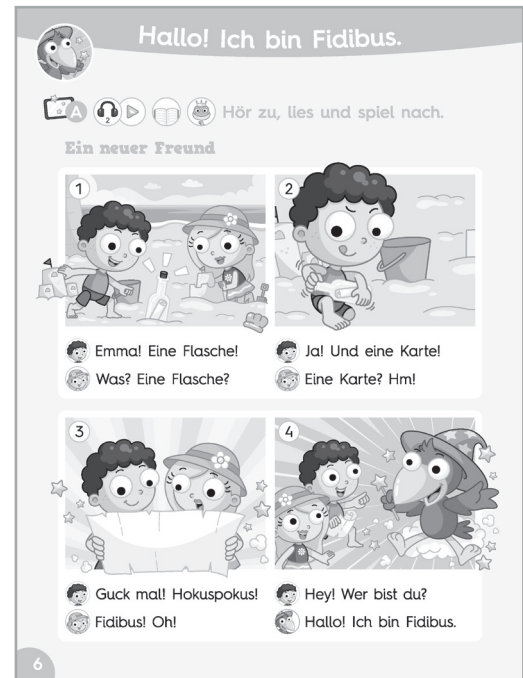 Hallo! Ich bin Fidibus.
A
2
Hör zu, lies und spiel nach.
Ein neuer Freund
1
Emma! Eine Flasche!
Was? Eine Flasche?
2
Ja! Und eine Karte!
Eine Karte? Hm!
3
Guck mal! Hokuspokus!
Fidibus! Oh!
4
Hey! Wer bist du?
Hallo! Ich bin Fidibus.
6